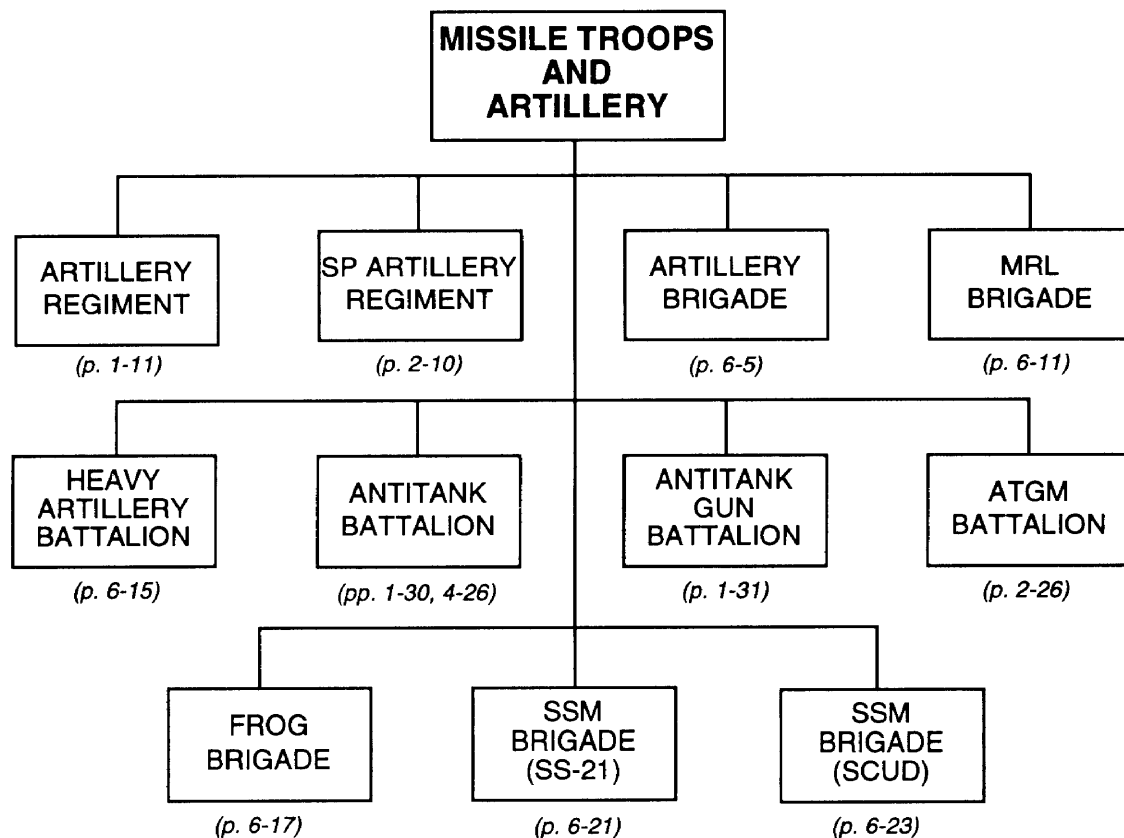 MISSILE TROOPS
AND
ARTILLERY
ARTILLERY
REGIMENT
(p. 1-11)
SP ARTILLERY
REGIMENT
(p. 2-10)
ARTILLERY
BRIGADE
(p. 6-5)
MRL
BRIGADE
(p. 6-11)
HEAVY
ARTILLERY
BATTALION
(p. 6-15)
ANTITANK
BATTALION
(pp. 1-30, 4-26)
ANTITANK
GUN
BATTALION
(p. 1-31)
ATGM
BATTALION
(p. 2-26)
FROG
BRIGADE
(p. 6-17)
SSM
BRIGADE
(SS-21)
(p. 6-21)
SSM
BRIGADE
(SCUD)
(p. 6-23)